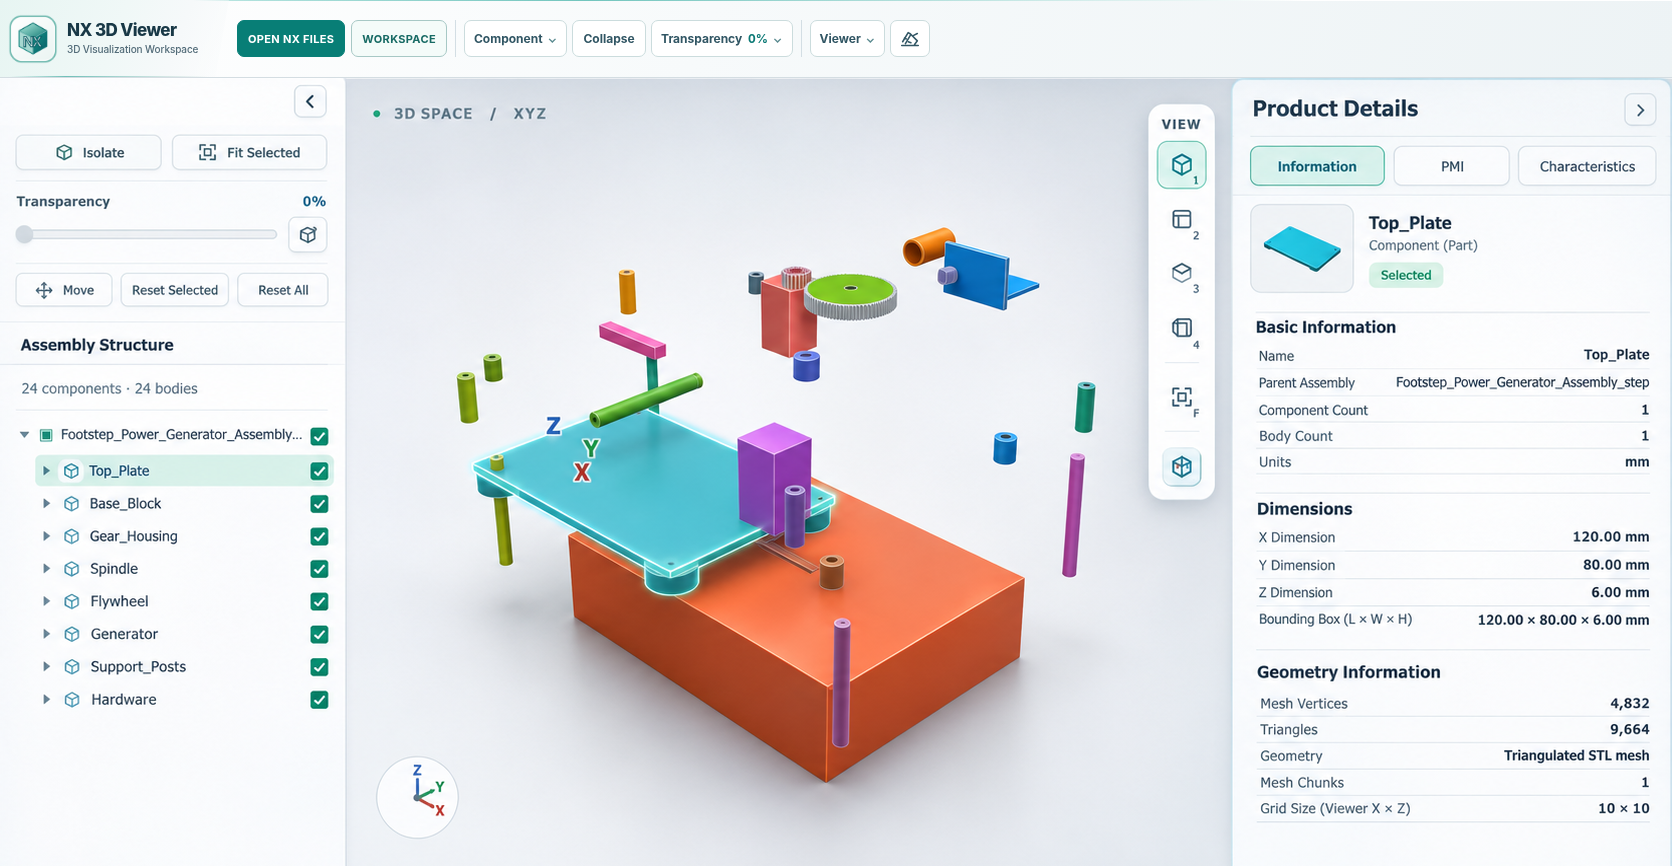 NX
NX 3D Viewer
3D Visualization Workspace
OPEN NX FILES
WORKSPACE
Component
Collapse
Transparency 0%
Viewer
Isolate
Fit Selected
Transparency 0%
Move
Reset Selected
Reset All
Assembly Structure
24 components · 24 bodies
Footstep_Power_Generator_Assembly...
Top_Plate
Base_Block
Gear_Housing
Spindle
Flywheel
Generator
Support_Posts
Hardware
3D SPACE / XYZ
Z
Y
X
Z
Y
X
VIEW
1
2
3
4
F
Product Details
Information
PMI
Characteristics
Top_Plate
Component (Part)
Selected
Basic Information
Name Top_Plate
Parent Assembly Footstep_Power_Generator_Assembly_step
Component Count 1
Body Count 1
Units mm
Dimensions
X Dimension 120.00 mm
Y Dimension 80.00 mm
Z Dimension 6.00 mm
Bounding Box (L × W × H) 120.00 × 80.00 × 6.00 mm
Geometry Information
Mesh Vertices 4,832
Triangles 9,664
Geometry Triangulated STL mesh
Mesh Chunks 1
Grid Size (Viewer X × Z) 10 × 10